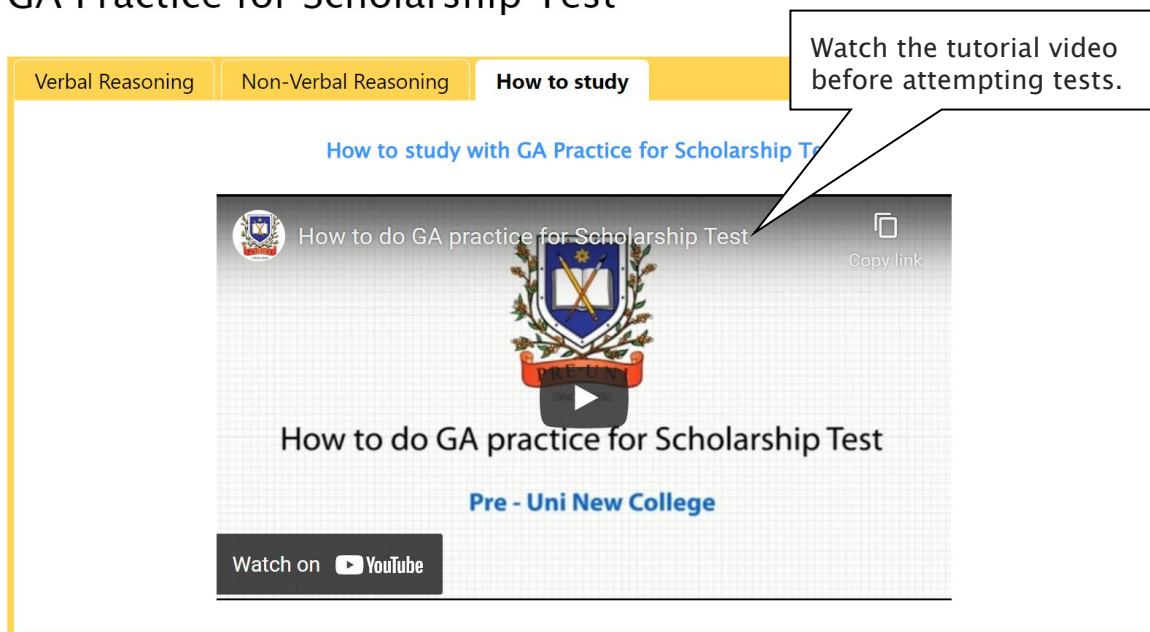 GA Practice for Scholarship Test
Watch the tutorial video
before attempting tests.
Verbal Reasoning
Non-Verbal Reasoning
How to study
How to study with GA Practice for Scholarship
How to do GA practice for Scholarship Test
Copy link
PRE-UNI
How to do GA practice for Scholarship Test
Pre - Uni New College
Watch on YouTube